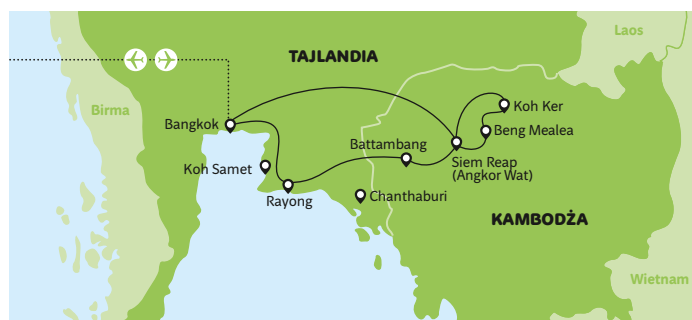 Laos
TAJLANDIA
Koh Ker
Birma
Bangkok
Beng Mealea
Battambang
Koh Samet
Siem Reap
(Angkor Wat)
Rayong
Chanthaburi
KAMBODŻA
Wietnam